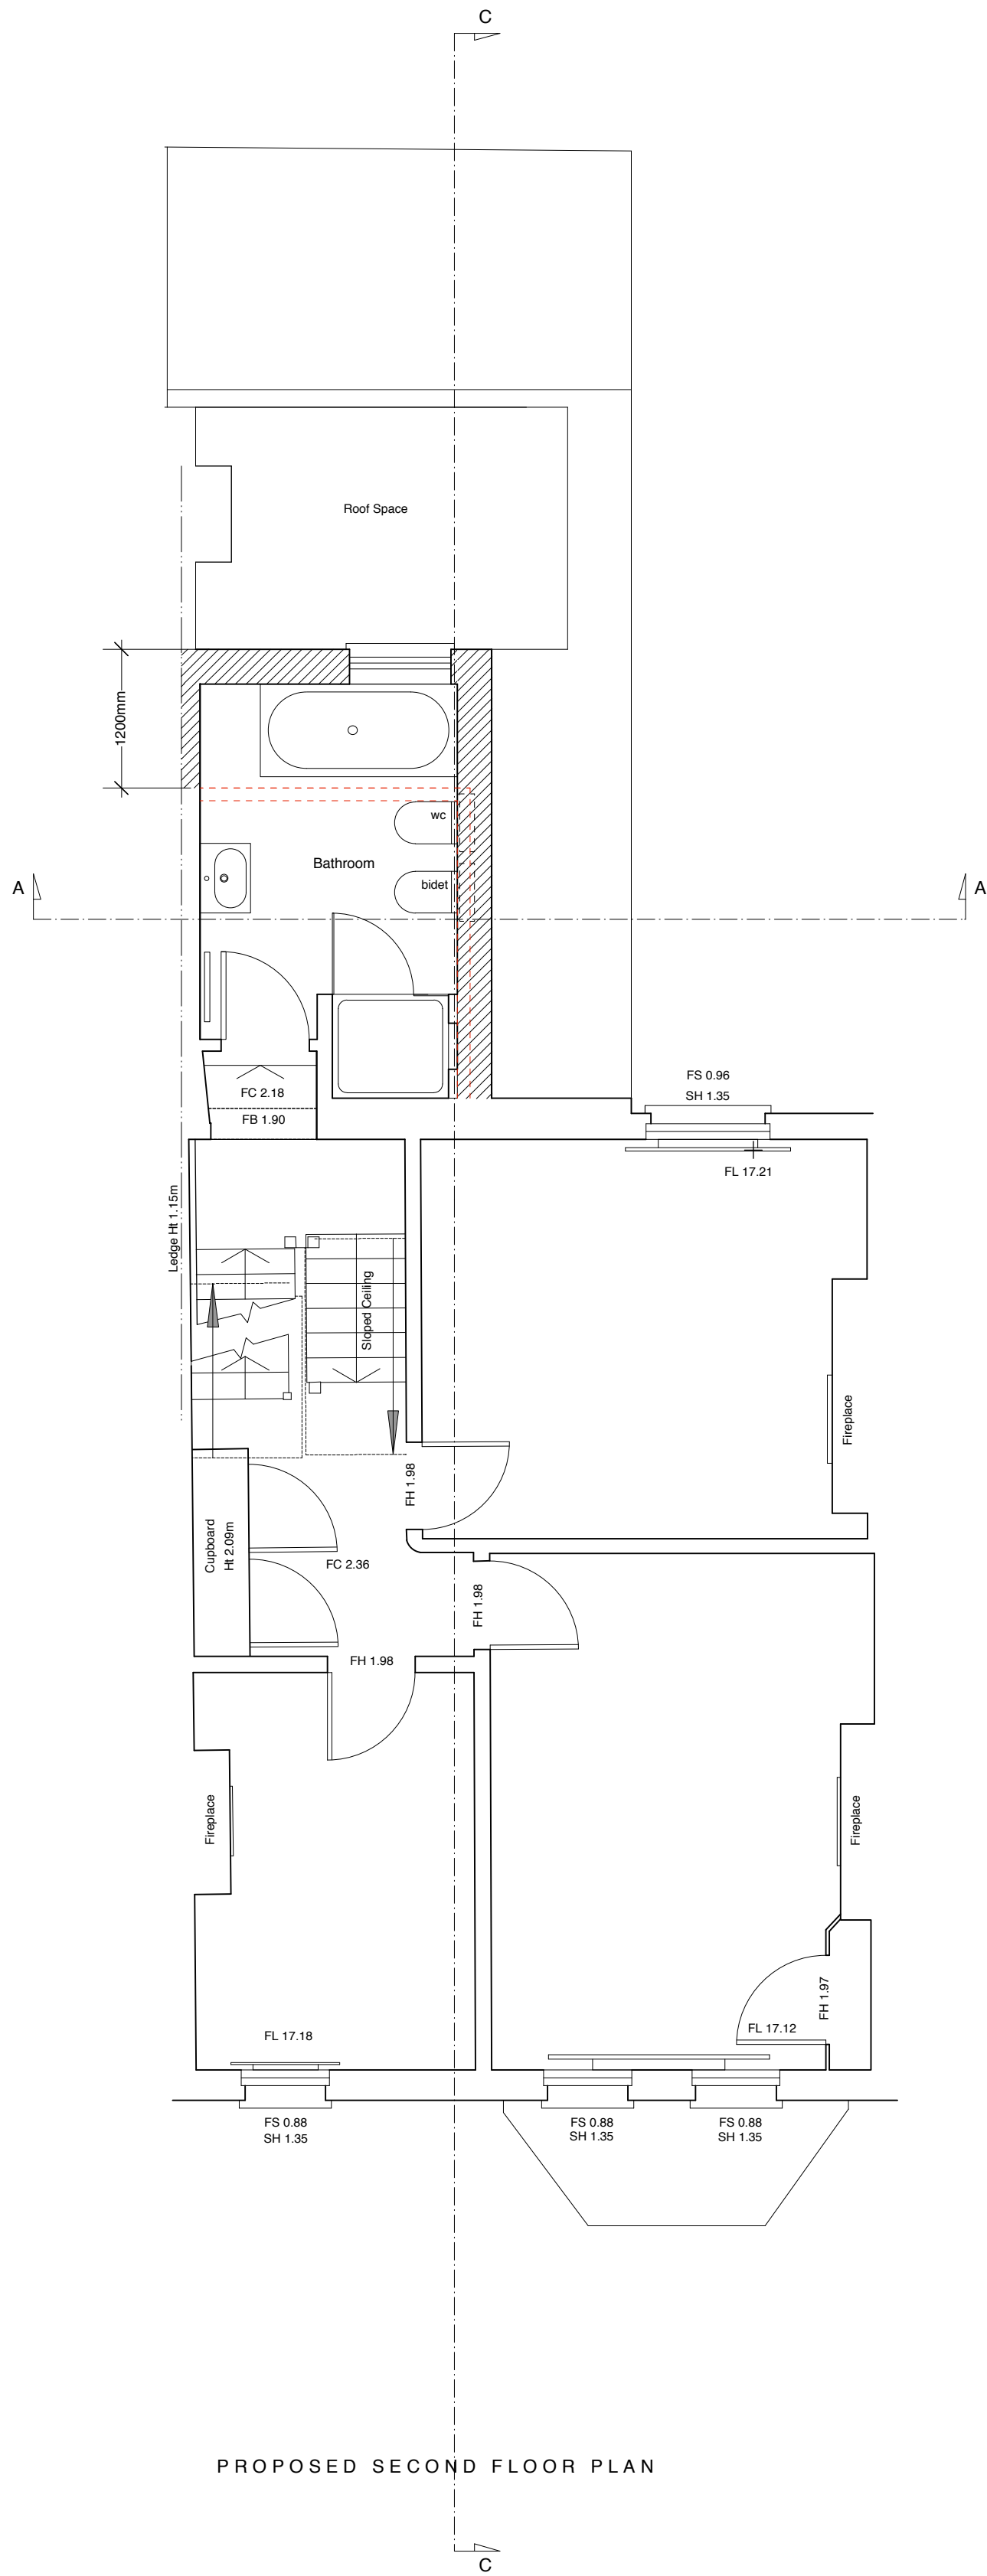 C
Roof Space
1200mm
wc
Bathroom
bidet
A
A
FC 2.18
FB 1.90
FS 0.96
SH 1.35
FL 17.21
Ledge Ht 1.15m
Sloped Ceiling
Fireplace
FH 1.98
Cupboard
Ht 2.09m
FC 2.36
FH 1.98
FH 1.98
Fireplace
Fireplace
FH 1.97
FL 17.18
FL 17.12
FS 0.88
SH 1.35
FS 0.88
SH 1.35
FS 0.88
SH 1.35
PROPOSED SECOND FLOOR PLAN
C